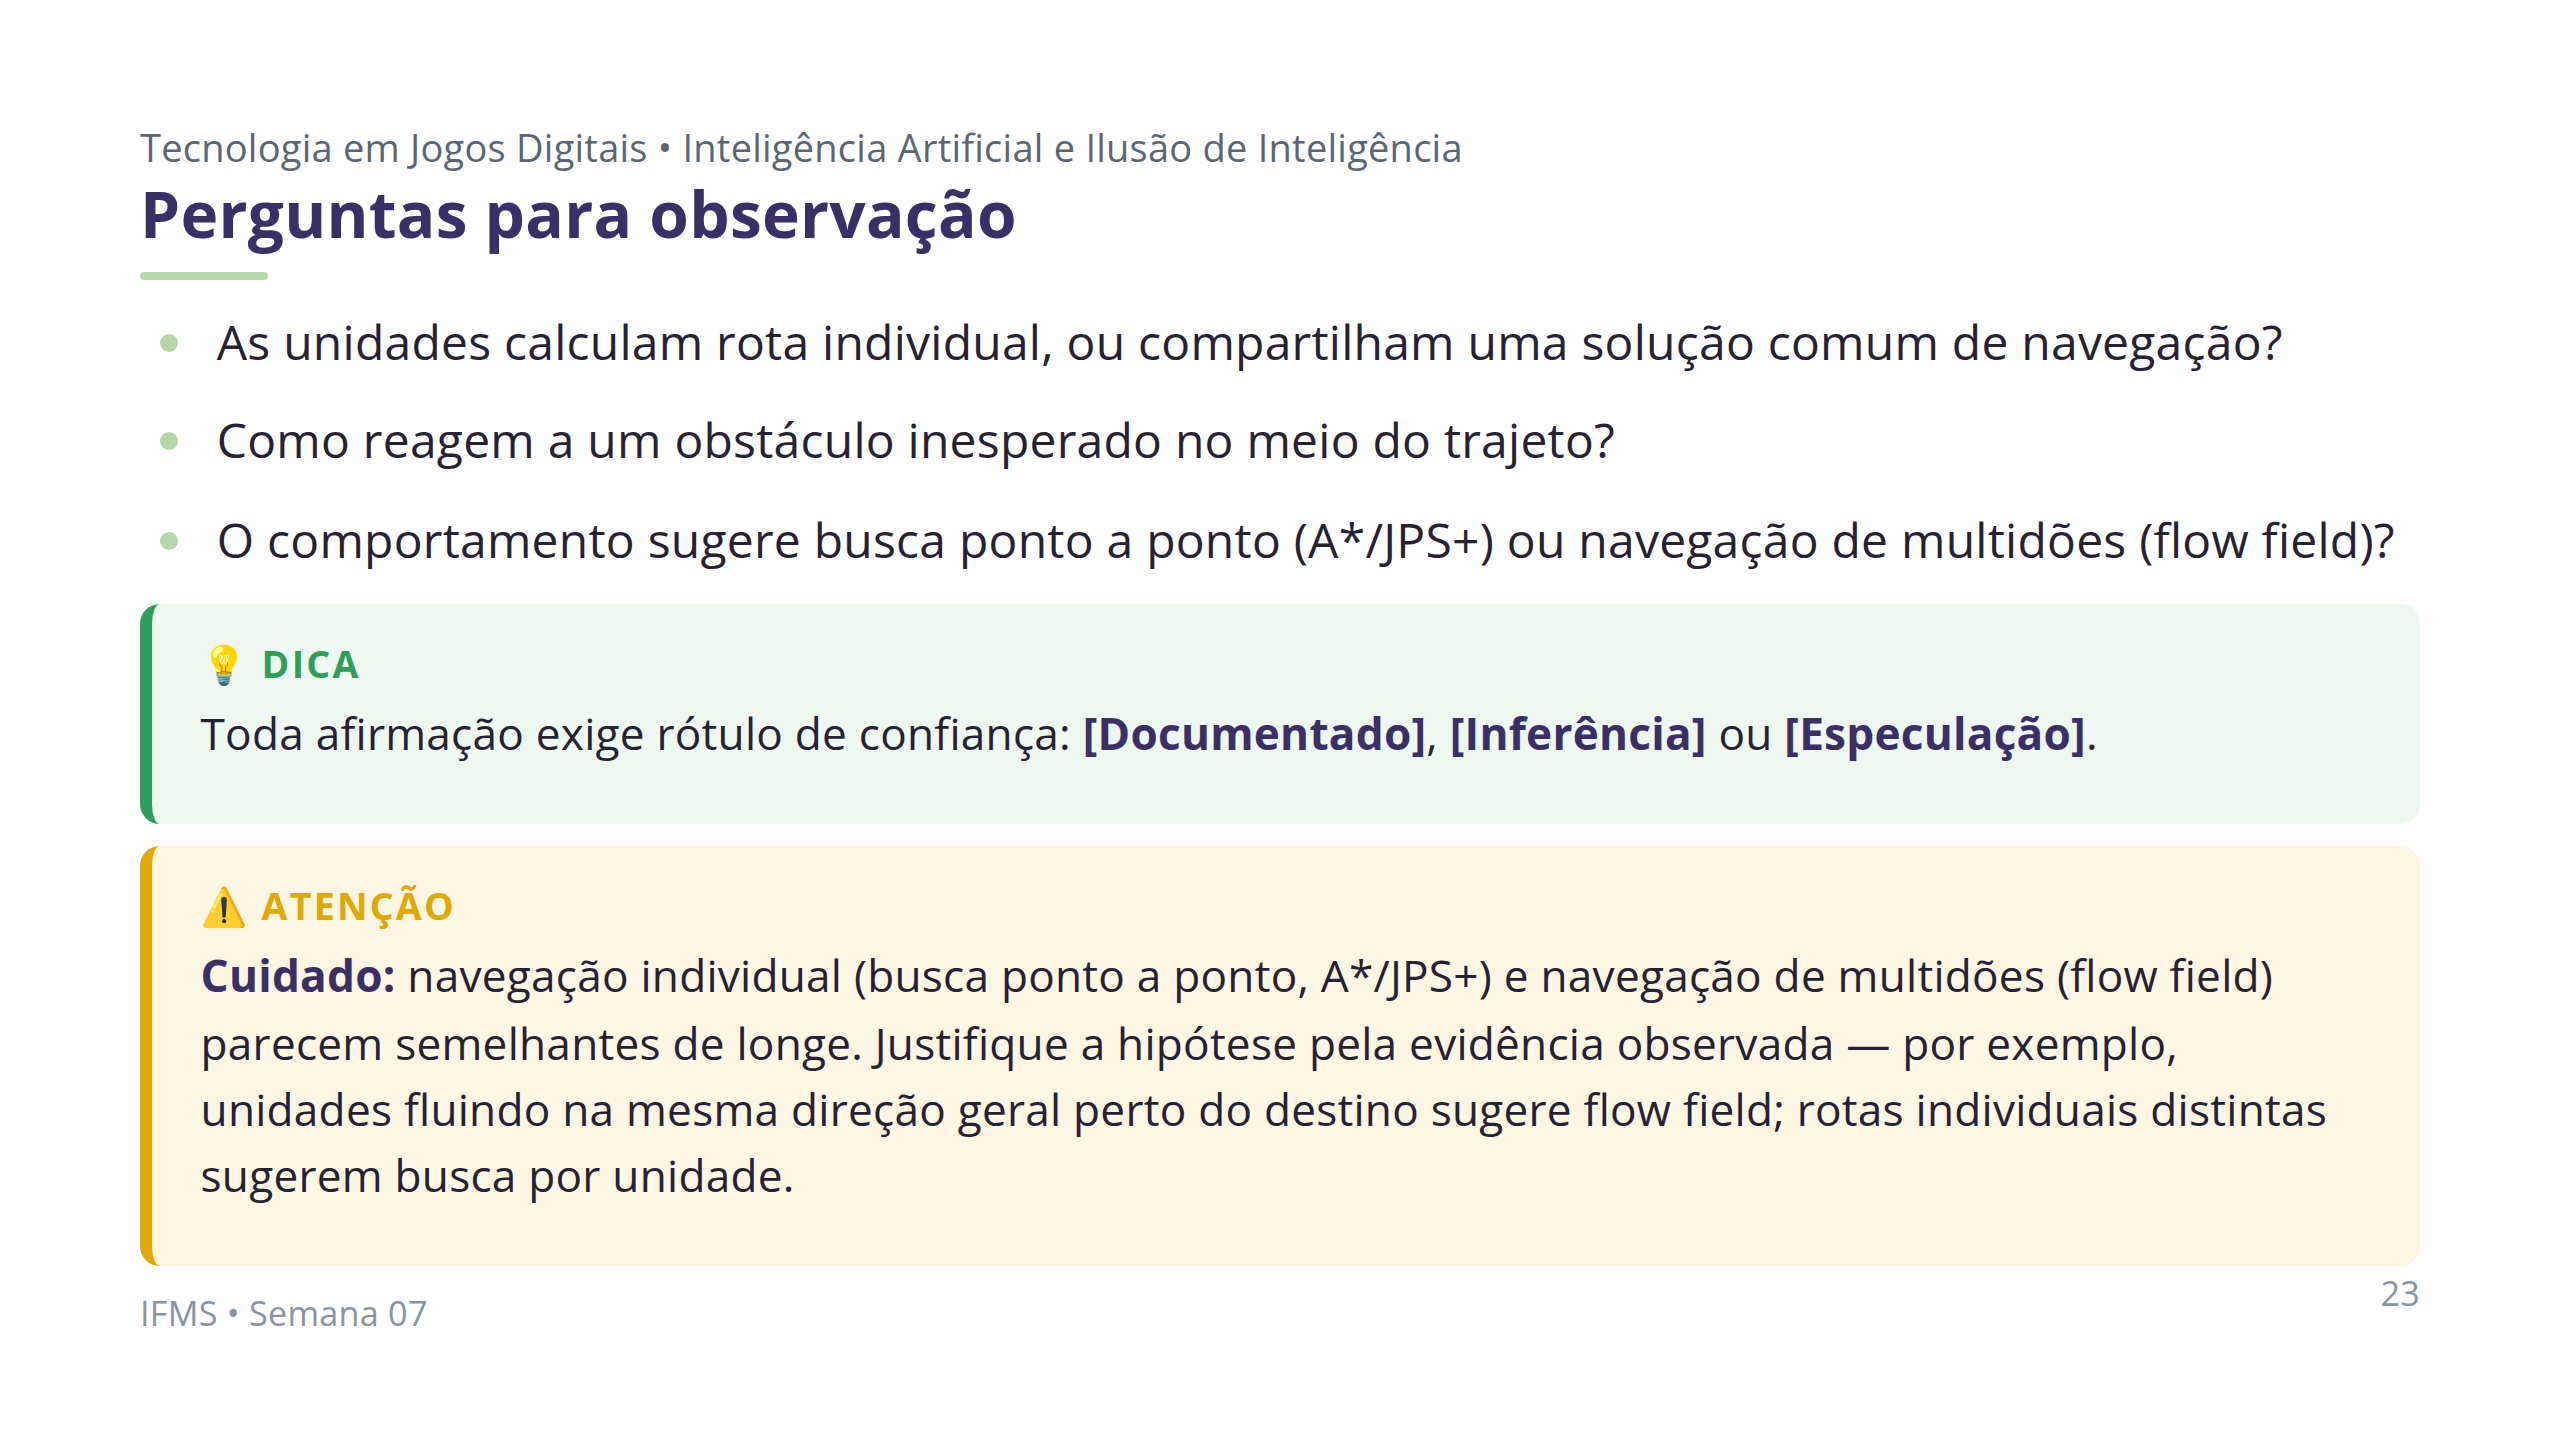 Tecnologia em Jogos Digitais • Inteligência Artificial e Ilusão de Inteligência
Perguntas para observação
• As unidades calculam rota individual, ou compartilham uma solução comum de navegação?
• Como reagem a um obstáculo inesperado no meio do trajeto?
• O comportamento sugere busca ponto a ponto (A*/JPS+) ou navegação de multidões (flow field)?
💡 DICA
Toda afirmação exige rótulo de confiança: [Documentado], [Inferência] ou [Especulação].
⚠️ ATENÇÃO
Cuidado: navegação individual (busca ponto a ponto, A*/JPS+) e navegação de multidões (flow field)
parecem semelhantes de longe. Justifique a hipótese pela evidência observada — por exemplo,
unidades fluindo na mesma direção geral perto do destino sugere flow field; rotas individuais distintas
sugerem busca por unidade.
IFMS • Semana 07
23